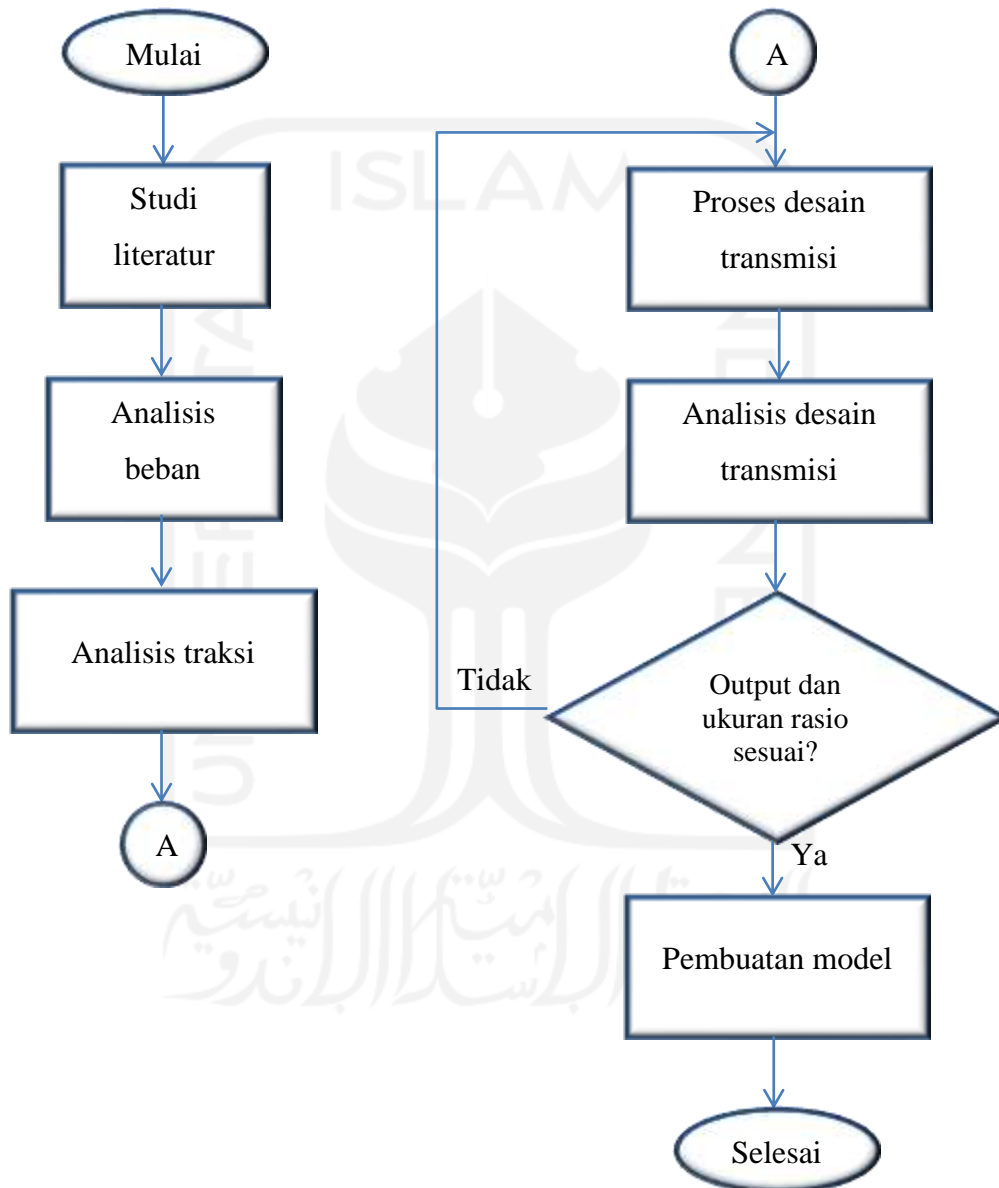 Mulai
Studi
literatur
Analisis
beban
Analisis traksi
A
A
Proses desain
transmisi
Analisis desain
transmisi
Output dan
ukuran rasio
sesuai?
Tidak
Ya
Pembuatan model
Selesai
ISLAM